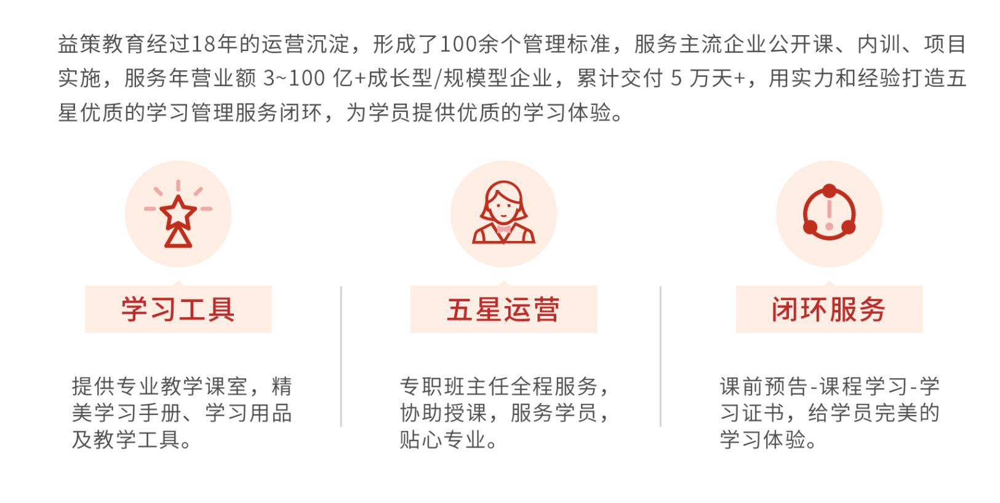 益策教育经过18年的运营沉淀，形成了100余个管理标准，服务主流企业公开课、内训、项目
实施，服务年营业额 3~100 亿+成长型/规模型企业，累计交付 5 万天+，用实力和经验打造五
星优质的学习管理服务闭环，为学员提供优质的学习体验。
学习工具
提供专业教学课室，精
美学习手册、学习用品
及教学工具。
五星运营
专职班主任全程服务，
协助授课，服务学员，
贴心专业。
闭环服务
课前预告-课程学习-学
习证书，给学员完美的
学习体验。